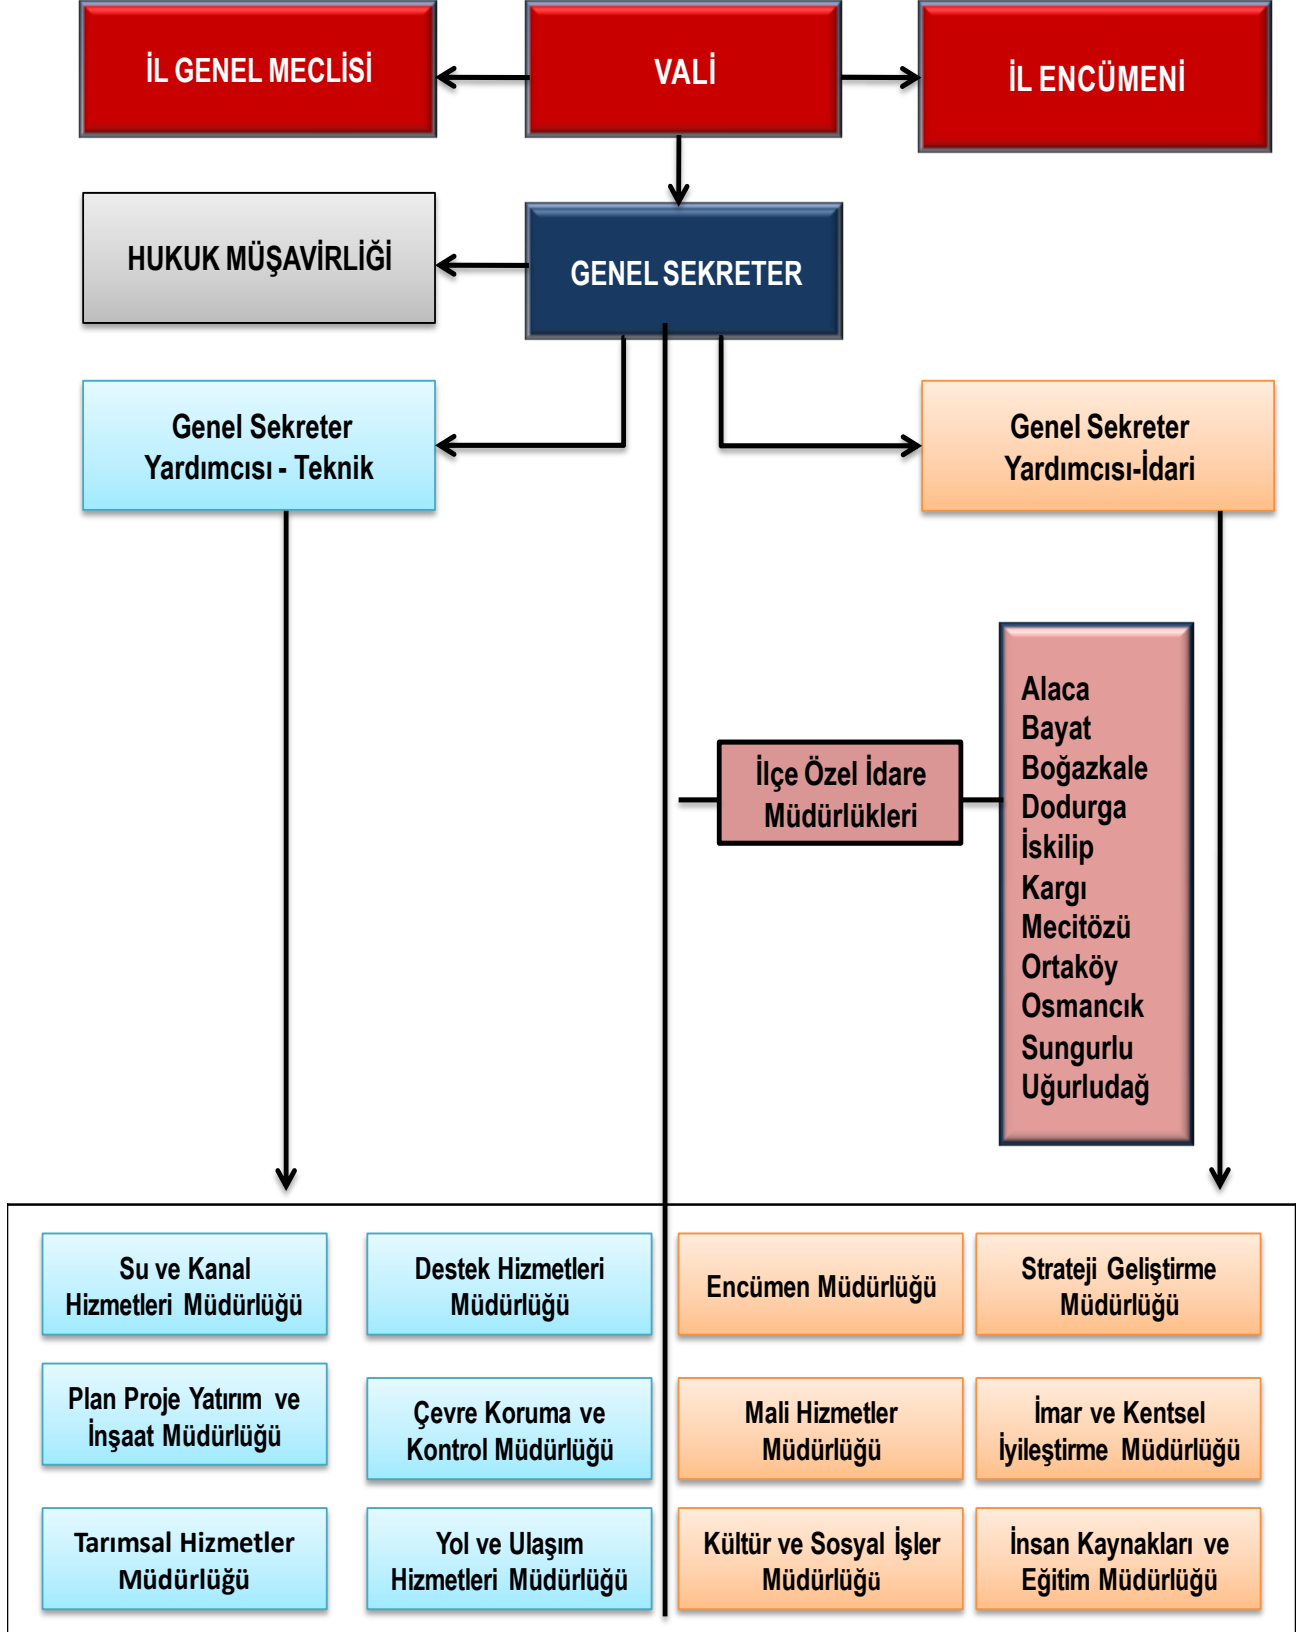 İL GENEL MECLİSİ
VALİ
İL ENCÜMENİ
HUKUK MÜŞAVİRLİĞİ
GENEL SEKRETER
Genel Sekreter
Yardımcısı - Teknik
Genel Sekreter
Yardımcısı-İdari
İlçe Özel İdare
Müdürlükleri
Alaca
Bayat
Boğazkale
Dodurga
İskilip
Kargı
Mecitözü
Ortaköy
Osmancık
Sungurlu
Uğurludağ
Su ve Kanal
Hizmetleri Müdürlüğü
Destek Hizmetleri
Müdürlüğü
Encümen Müdürlüğü
Strateji Geliştirme
Müdürlüğü
Plan Proje Yatırım ve
İnşaat Müdürlüğü
Çevre Koruma ve
Kontrol Müdürlüğü
Mali Hizmetler
Müdürlüğü
İmar ve Kentsel
İyileştirme Müdürlüğü
Tarımsal Hizmetler
Müdürlüğü
Yol ve Ulaşım
Hizmetleri Müdürlüğü
Kültür ve Sosyal İşler
Müdürlüğü
İnsan Kaynakları ve
Eğitim Müdürlüğü